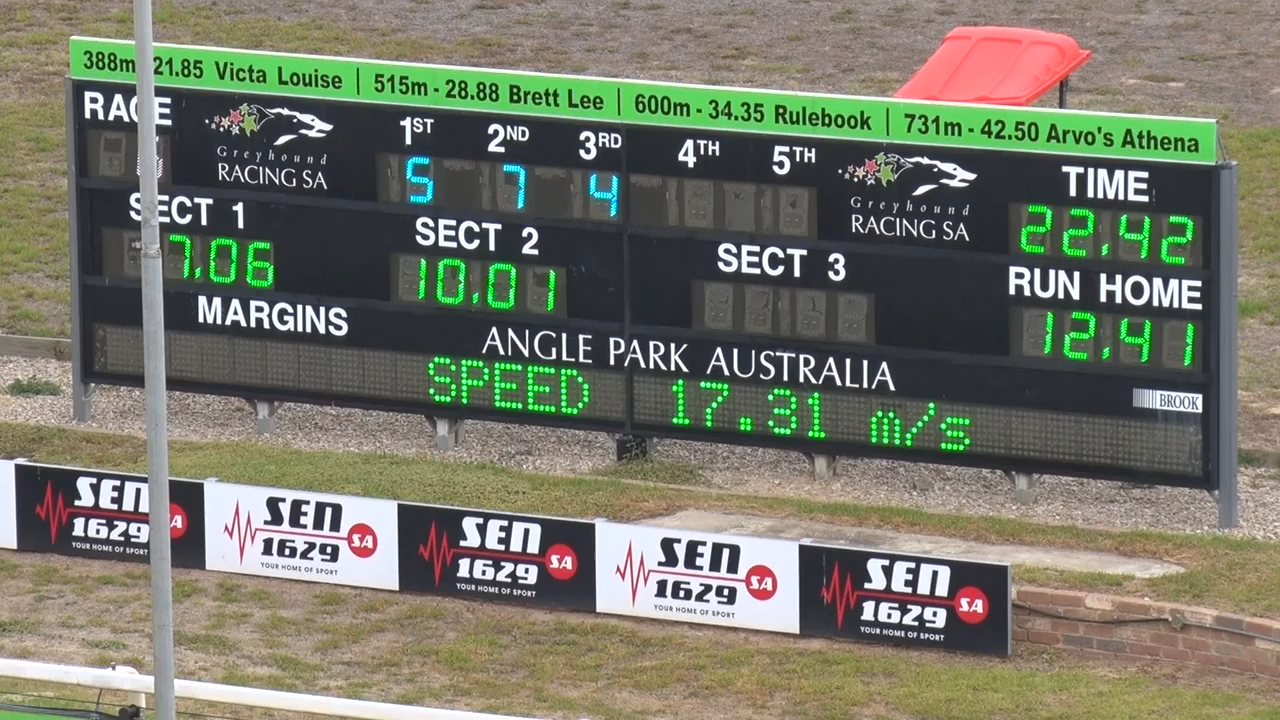 388m - 21.85 Victa Louise | 515m - 28.88 Brett Lee | 600m - 34.35 Rulebook | 731m - 42.50 Arvo's Athena
RACE
Greyhound
RACING SA
1ST 2ND 3RD 4TH 5TH
5 7 4
Greyhound
RACING SA
TIME
22.42
SECT 1
7.06
SECT 2
10.01
SECT 3
RUN HOME
12.41
MARGINS
ANGLE PARK AUSTRALIA
SPEED 17.31 m/s
BROOK
SEN
1629
SA
YOUR HOME OF SPORT
SEN
1629
SA
YOUR HOME OF SPORT
SEN
1629
SA
YOUR HOME OF SPORT
SEN
1629
SA
YOUR HOME OF SPORT
SEN
1629
SA
YOUR HOME OF SPORT